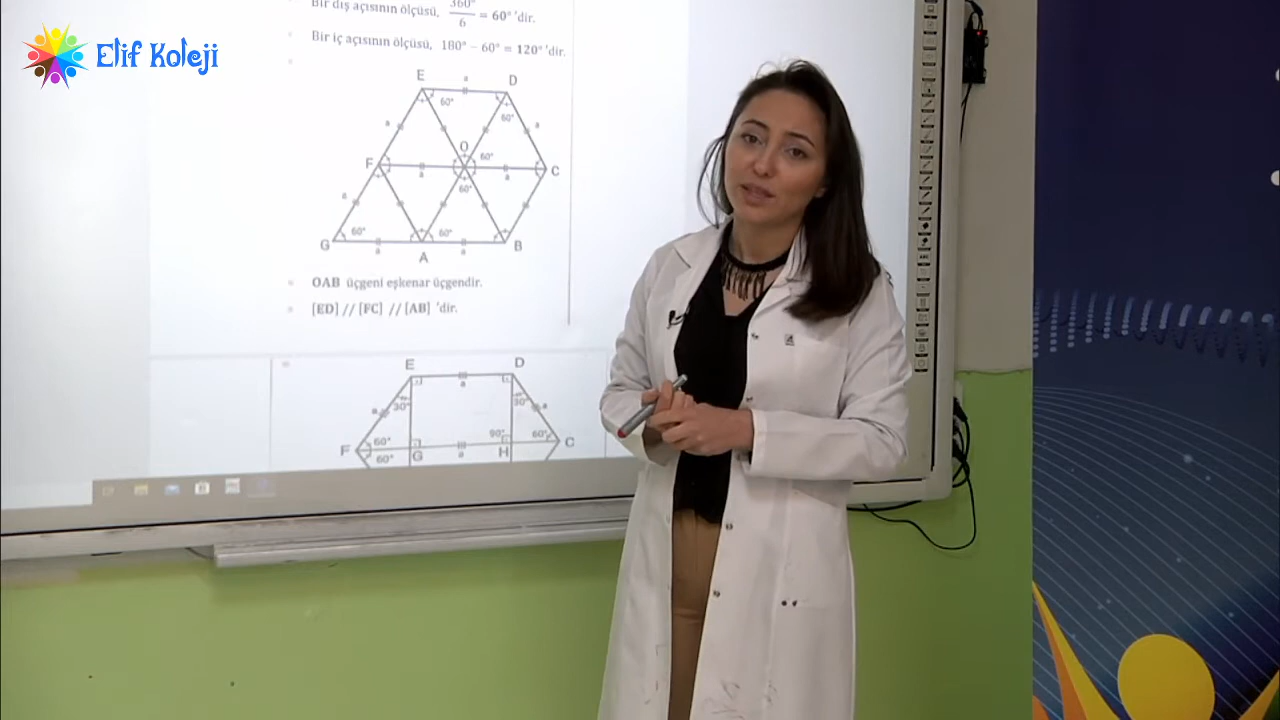 Elif Koleji
Bir dış açısının ölçüsü, 360° / 6 = 60° 'dir.
Bir iç açısının ölçüsü, 180° − 60° = 120° 'dir.
E a D
60° 60°
a a
F O 60° C
a a
60°
a
60° 60°
G a A a B
OAB üçgeni eşkenar üçgendir.
[ED] // [FC] // [AB] 'dir.
E a D
a 30° 30° a
60° 90° 60°
F G a H C
60°